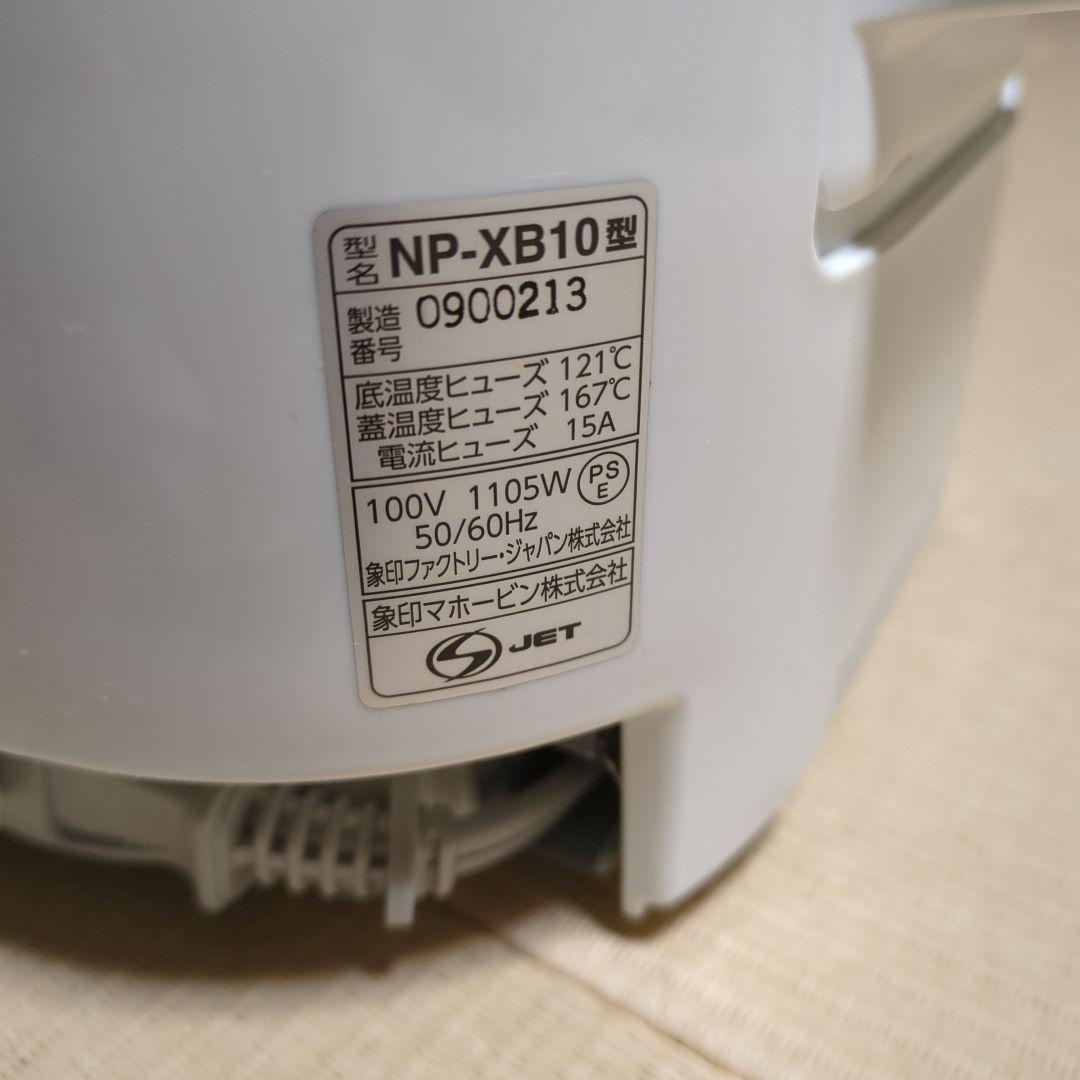 型名 NP-XB10型
製造番号 0900213
底温度ヒューズ 121℃
蓋温度ヒューズ 167℃
電流ヒューズ 15A
100V 1105W PSE
50/60Hz
象印ファクトリー・ジャパン株式会社
象印マホービン株式会社
S JET